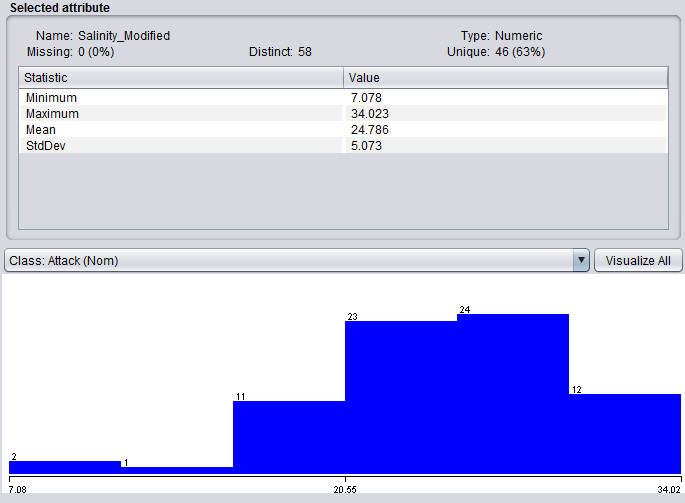 Selected attribute
Name: Salinity_Modified Type: Numeric
Missing: 0 (0%) Distinct: 58 Unique: 46 (63%)
Statistic Value
Minimum 7.078
Maximum 34.023
Mean 24.786
StdDev 5.073
Class: Attack (Nom) Visualize All
24
23
12
11
2
1
7.08 20.55 34.02